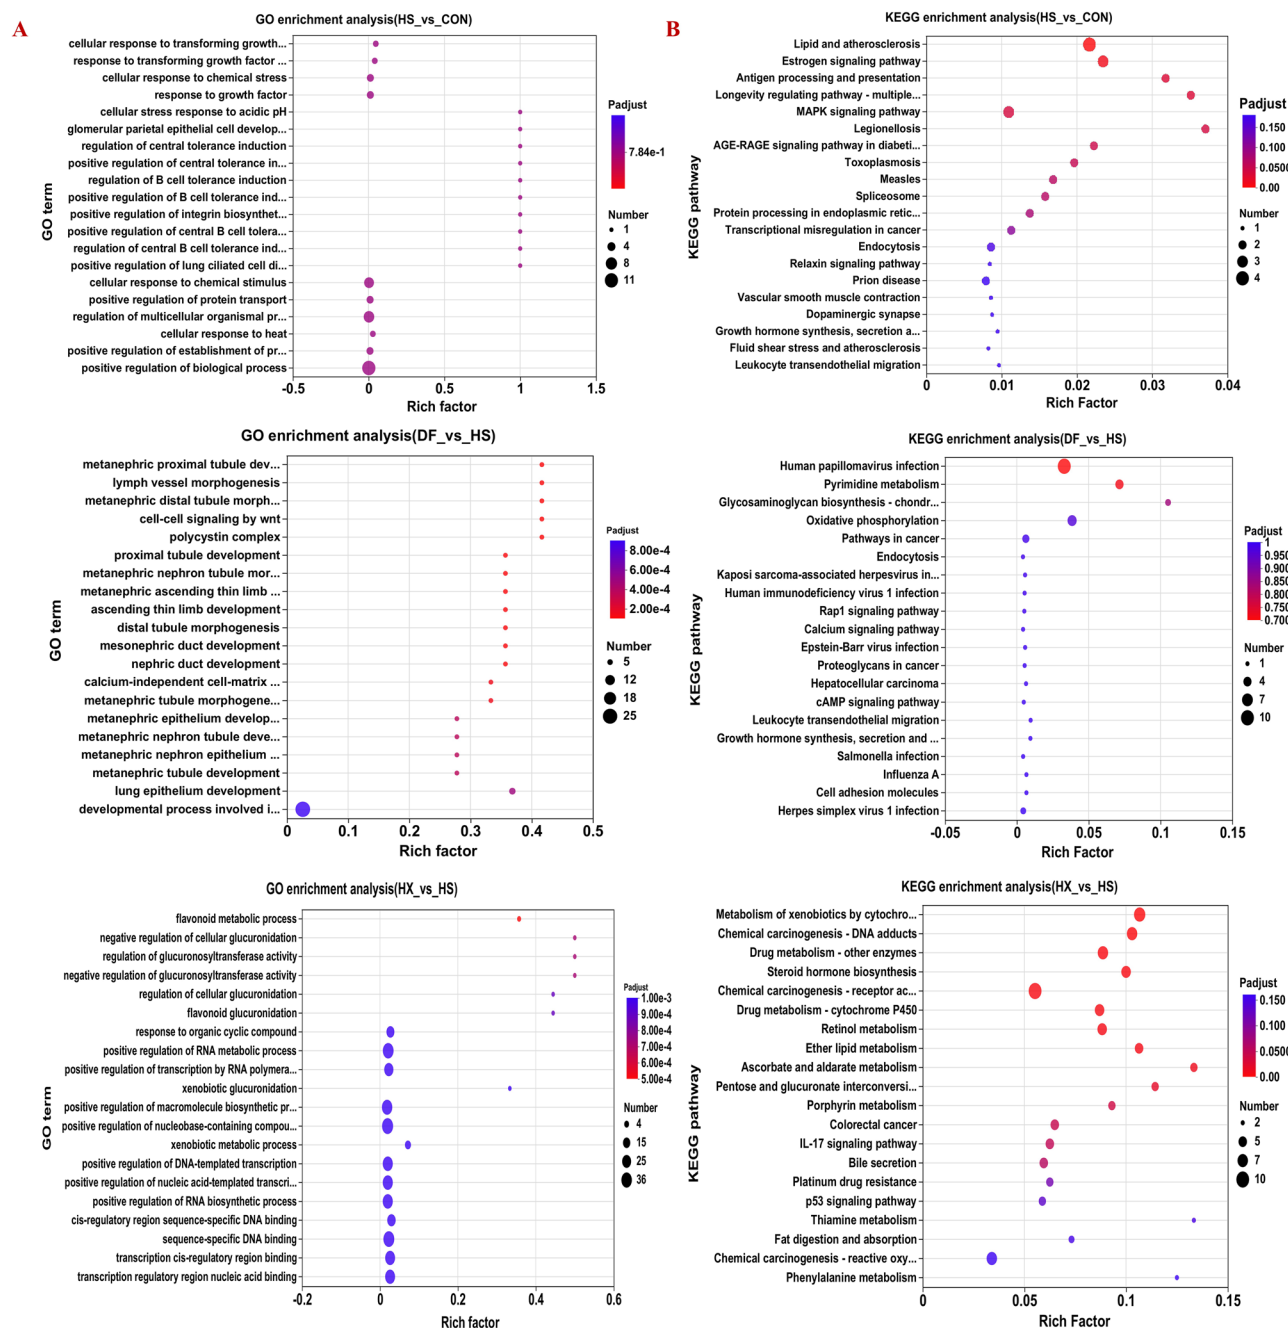 A
GO enrichment analysis(HS_vs_CON)
GO term
cellular response to transforming growth...
response to transforming growth factor ...
cellular response to chemical stress
response to growth factor
cellular stress response to acidic pH
glomerular parietal epithelial cell develop...
regulation of central tolerance induction
positive regulation of central tolerance in...
regulation of B cell tolerance induction
positive regulation of B cell tolerance ind...
positive regulation of integrin biosynthet...
positive regulation of central B cell tolera...
regulation of central B cell tolerance ind...
positive regulation of lung ciliated cell di...
cellular response to chemical stimulus
positive regulation of protein transport
regulation of multicellular organismal pr...
cellular response to heat
positive regulation of establishment of pr...
positive regulation of biological process
-0.5 0 0.5 1 1.5
Rich factor
Padjust
7.84e-1
Number
1
4
8
11
B
KEGG enrichment analysis(HS_vs_CON)
KEGG pathway
Lipid and atherosclerosis
Estrogen signaling pathway
Antigen processing and presentation
Longevity regulating pathway - multiple...
MAPK signaling pathway
Legionellosis
AGE-RAGE signaling pathway in diabeti...
Toxoplasmosis
Measles
Spliceosome
Protein processing in endoplasmic retic...
Transcriptional misregulation in cancer
Endocytosis
Relaxin signaling pathway
Prion disease
Vascular smooth muscle contraction
Dopaminergic synapse
Growth hormone synthesis, secretion a...
Fluid shear stress and atherosclerosis
Leukocyte transendothelial migration
0 0.01 0.02 0.03 0.04
Rich Factor
Padjust
0.150
0.100
0.0500
0.00
Number
1
2
3
4
GO enrichment analysis(DF_vs_HS)
GO term
metanephric proximal tubule dev...
lymph vessel morphogenesis
metanephric distal tubule morph...
cell-cell signaling by wnt
polycystin complex
proximal tubule development
metanephric nephron tubule mor...
metanephric ascending thin limb ...
ascending thin limb development
distal tubule morphogenesis
mesonephric duct development
nephric duct development
calcium-independent cell-matrix ...
metanephric tubule morphogene...
metanephric epithelium develop...
metanephric nephron tubule deve...
metanephric nephron epithelium ...
metanephric tubule development
lung epithelium development
developmental process involved i...
0 0.1 0.2 0.3 0.4 0.5
Rich factor
Padjust
8.00e-4
6.00e-4
4.00e-4
2.00e-4
Number
5
12
18
25
KEGG enrichment analysis(DF_vs_HS)
KEGG pathway
Human papillomavirus infection
Pyrimidine metabolism
Glycosaminoglycan biosynthesis - chondr...
Oxidative phosphorylation
Pathways in cancer
Endocytosis
Kaposi sarcoma-associated herpesvirus in...
Human immunodeficiency virus 1 infection
Rap1 signaling pathway
Calcium signaling pathway
Epstein-Barr virus infection
Proteoglycans in cancer
Hepatocellular carcinoma
cAMP signaling pathway
Leukocyte transendothelial migration
Growth hormone synthesis, secretion and ...
Salmonella infection
Influenza A
Cell adhesion molecules
Herpes simplex virus 1 infection
-0.05 0 0.05 0.1 0.15
Rich Factor
Padjust
1
0.950
0.900
0.850
0.800
0.750
0.700
Number
1
4
7
10
GO enrichment analysis(HX_vs_HS)
GO term
flavonoid metabolic process
negative regulation of cellular glucuronidation
regulation of glucuronosyltransferase activity
negative regulation of glucuronosyltransferase activity
regulation of cellular glucuronidation
flavonoid glucuronidation
response to organic cyclic compound
positive regulation of RNA metabolic process
positive regulation of transcription by RNA polymera...
xenobiotic glucuronidation
positive regulation of macromolecule biosynthetic pr...
positive regulation of nucleobase-containing compou...
xenobiotic metabolic process
positive regulation of DNA-templated transcription
positive regulation of nucleic acid-templated transcri...
positive regulation of RNA biosynthetic process
cis-regulatory region sequence-specific DNA binding
sequence-specific DNA binding
transcription cis-regulatory region binding
transcription regulatory region nucleic acid binding
-0.2 0 0.2 0.4 0.6
Rich factor
Padjust
1.00e-3
9.00e-4
8.00e-4
7.00e-4
6.00e-4
5.00e-4
Number
4
15
25
36
KEGG enrichment analysis(HX_vs_HS)
KEGG pathway
Metabolism of xenobiotics by cytochro...
Chemical carcinogenesis - DNA adducts
Drug metabolism - other enzymes
Steroid hormone biosynthesis
Chemical carcinogenesis - receptor ac...
Drug metabolism - cytochrome P450
Retinol metabolism
Ether lipid metabolism
Ascorbate and aldarate metabolism
Pentose and glucuronate interconversi...
Porphyrin metabolism
Colorectal cancer
IL-17 signaling pathway
Bile secretion
Platinum drug resistance
p53 signaling pathway
Thiamine metabolism
Fat digestion and absorption
Chemical carcinogenesis - reactive oxy...
Phenylalanine metabolism
0 0.05 0.1 0.15
Rich Factor
Padjust
0.150
0.100
0.0500
0.00
Number
2
5
7
10